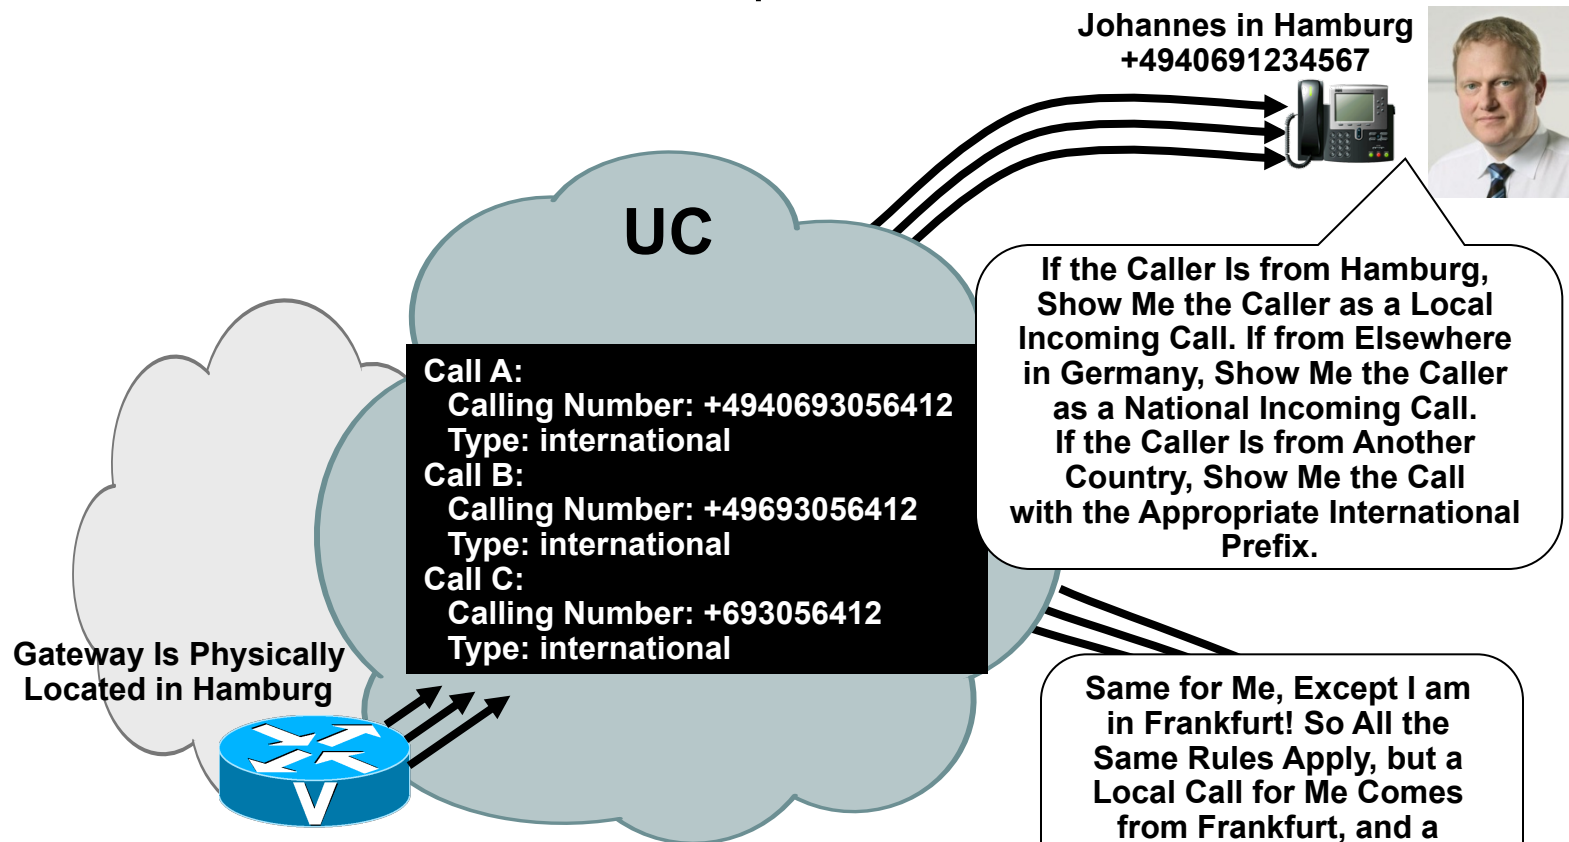 Johannes in Hamburg
+4940691234567
UC
If the Caller Is from Hamburg,
Show Me the Caller as a Local
Incoming Call. If from Elsewhere
in Germany, Show Me the Caller
as a National Incoming Call.
If the Caller Is from Another
Country, Show Me the Call
with the Appropriate International
Prefix.
Call A:
Calling Number: +4940693056412
Type: international
Call B:
Calling Number: +49693056412
Type: international
Call C:
Calling Number: +693056412
Type: international
Gateway Is Physically
Located in Hamburg
V
Same for Me, Except I am
in Frankfurt! So All the
Same Rules Apply, but a
Local Call for Me Comes
from Frankfurt, and a